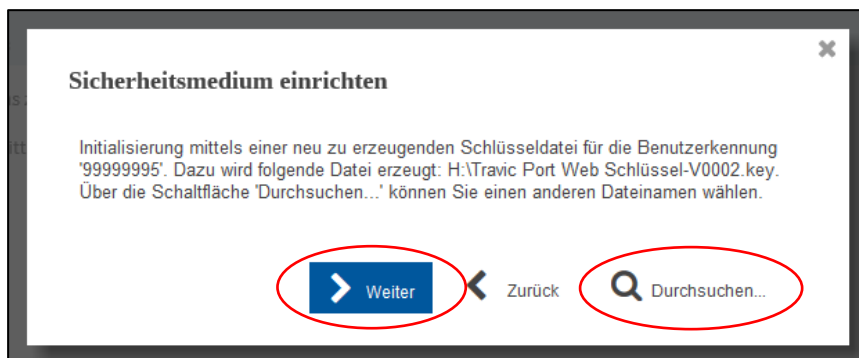 Sicherheitsmedium einrichten
Initialisierung mittels einer neu zu erzeugenden Schlüsseldatei für die Benutzerkennung
'99999995'. Dazu wird folgende Datei erzeugt: H:\Travic Port Web Schlüssel-V0002.key.
Über die Schaltfläche 'Durchsuchen...' können Sie einen anderen Dateinamen wählen.
Weiter Zurück Durchsuchen...